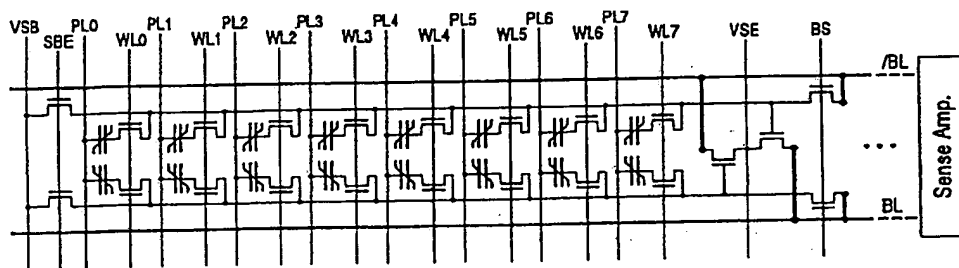 VSB SBE PL0 WL0 PL1 WL1 PL2 WL2 PL3 WL3 PL4 WL4 PL5 WL5 PL6 WL6 PL7 WL7 VSE BS
/BL
Sense Amp.
BL